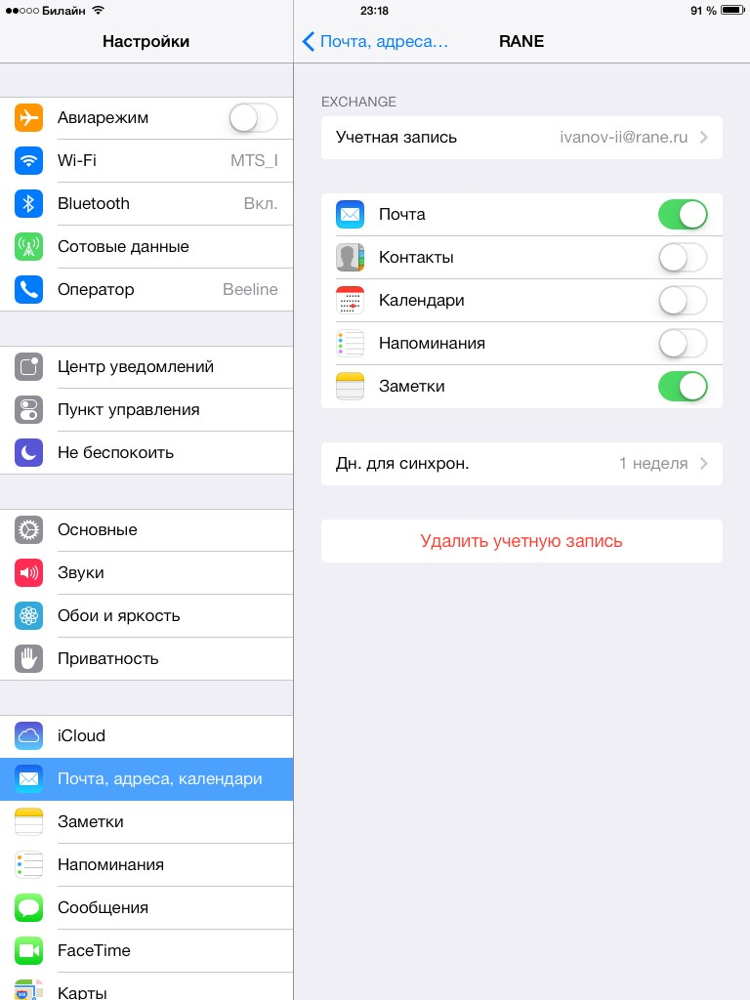 Билайн 23:18 91 %
Настройки
Авиарежим
Wi-Fi MTS_I
Bluetooth Вкл.
Сотовые данные
Оператор Beeline
Центр уведомлений
Пункт управления
Не беспокоить
Основные
Звуки
Обои и яркость
Приватность
iCloud
Почта, адреса, календари
Заметки
Напоминания
Сообщения
FaceTime
Карты
Почта, адреса... RANE
EXCHANGE
Учетная запись ivanov-ii@rane.ru
Почта
Контакты
Календари
Напоминания
Заметки
Дн. для синхрон. 1 неделя
Удалить учетную запись